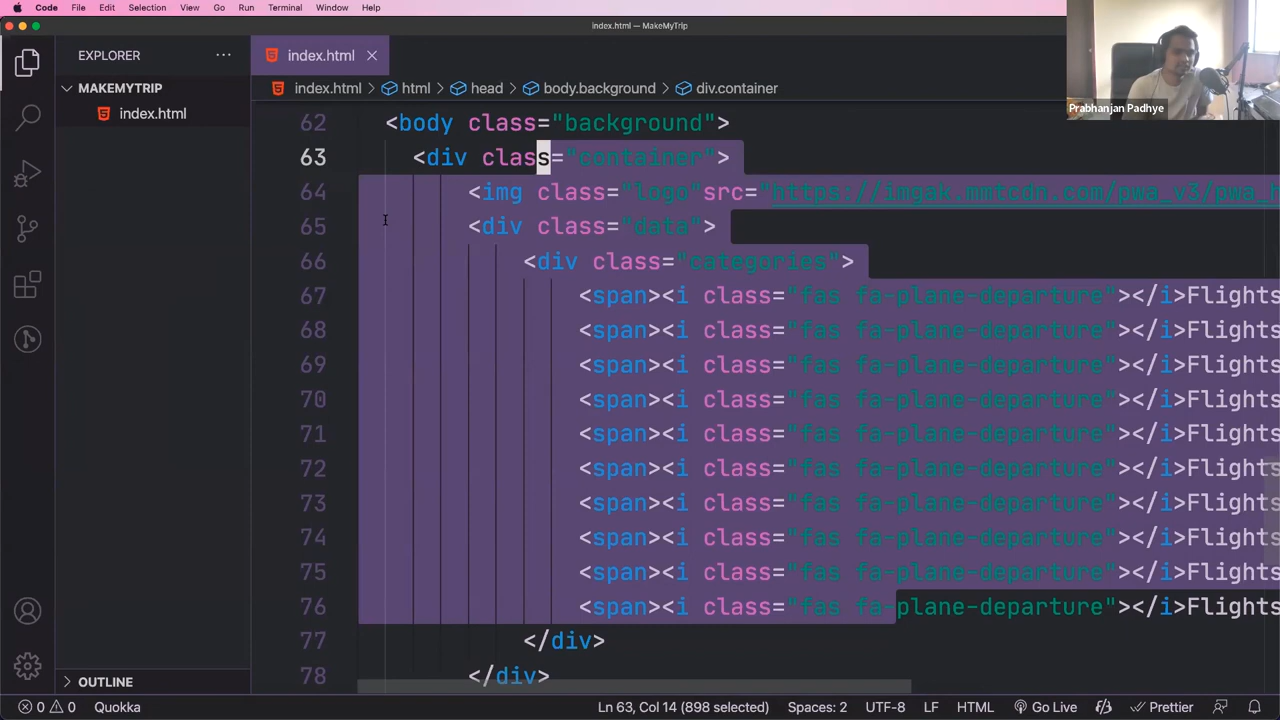 Code File Edit Selection View Go Run Terminal Window Help
index.html — MakeMyTrip
EXPLORER ···
index.html
MAKEMYTRIP
index.html > html > head > body.background > div.container
index.html
62 <body class="background">
63 <div class="container">
64 <img class="logo"src="https://imgak.mmtcdn.com/pwa_v3/pwa_h
65 <div class="data">
66 <div class="categories">
67 <span><i class="fas fa-plane-departure"></i>Flights
68 <span><i class="fas fa-plane-departure"></i>Flights
69 <span><i class="fas fa-plane-departure"></i>Flights
70 <span><i class="fas fa-plane-departure"></i>Flights
71 <span><i class="fas fa-plane-departure"></i>Flights
72 <span><i class="fas fa-plane-departure"></i>Flights
73 <span><i class="fas fa-plane-departure"></i>Flights
74 <span><i class="fas fa-plane-departure"></i>Flights
75 <span><i class="fas fa-plane-departure"></i>Flights
76 <span><i class="fas fa-plane-departure"></i>Flights
77 </div>
78 </div>
OUTLINE
0 0 Quokka Ln 63, Col 14 (898 selected) Spaces: 2 UTF-8 LF HTML Go Live Prettier
Prabhanjan Padhye